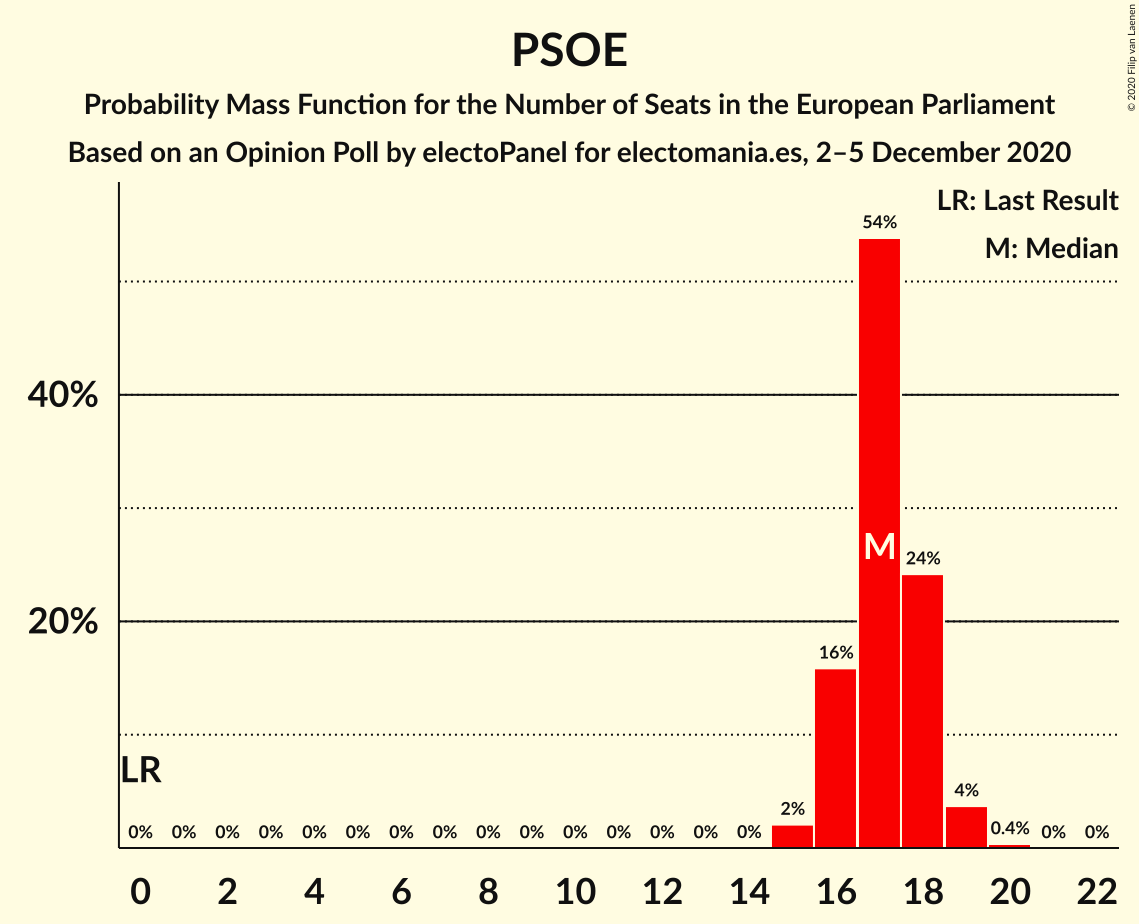 PSOE
Probability Mass Function for the Number of Seats in the European Parliament
Based on an Opinion Poll by electoPanel for electomania.es, 2–5 December 2020
© 2020 Filip van Laenen
LR: Last Result
M: Median
54%
40%
M
24%
20%
16%
LR
4%
2%
0% 0% 0% 0% 0% 0% 0% 0% 0% 0% 0% 0% 0% 0% 0% 0.4% 0% 0%
0 2 4 6 8 10 12 14 16 18 20 22